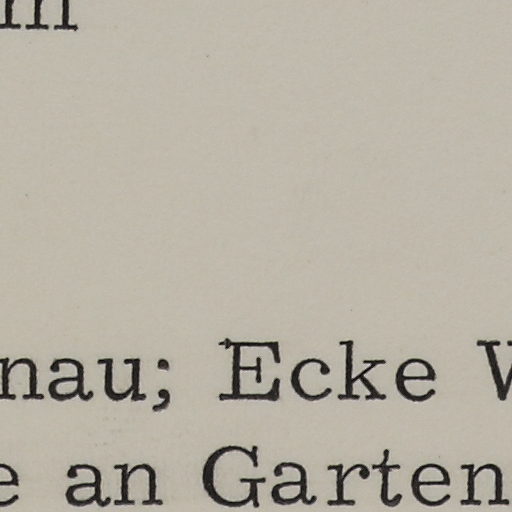 m
nau; Ecke
e an Garten